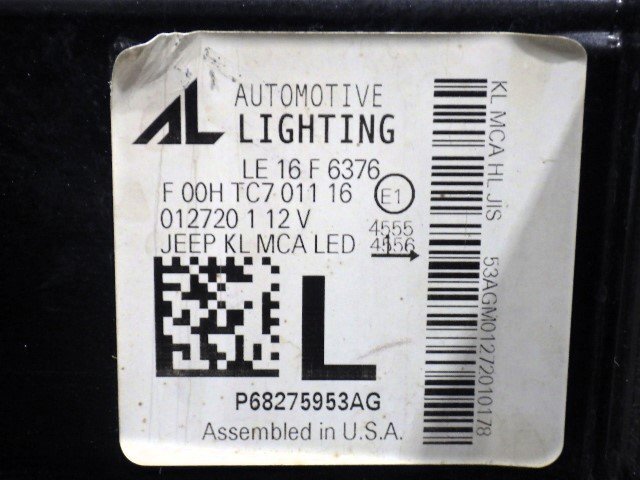 AL AUTOMOTIVE
LIGHTING
LE 16 F 6376
F 00H TC7 011 16 E1
012720 1 12 V 4555
JEEP KL MCA LED 4556
L
P68275953AG
Assembled in U.S.A.
KL MCA HL JIS 53AGM01272010178